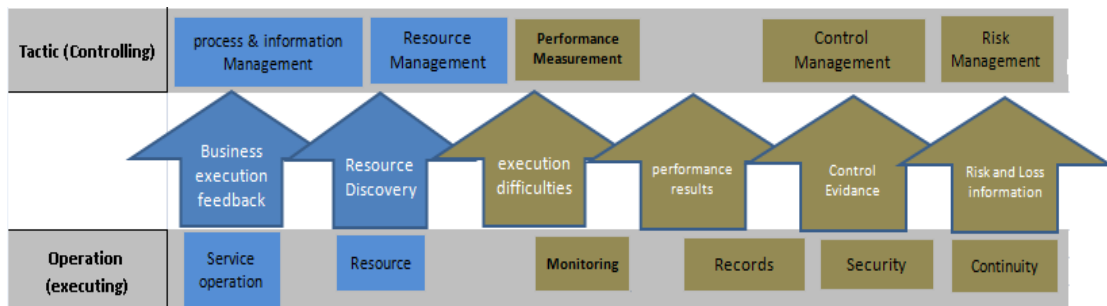 Tactic (Controlling)
process & information
Management
Resource
Management
Performance
Measurement
Control
Management
Risk
Management
Business
execution
feedback
Resource
Discovery
execution
difficulties
performance
results
Control
Evidance
Risk and Loss
information
Operation
(executing)
Service
operation
Resource
Monitoring
Records
Security
Continuity